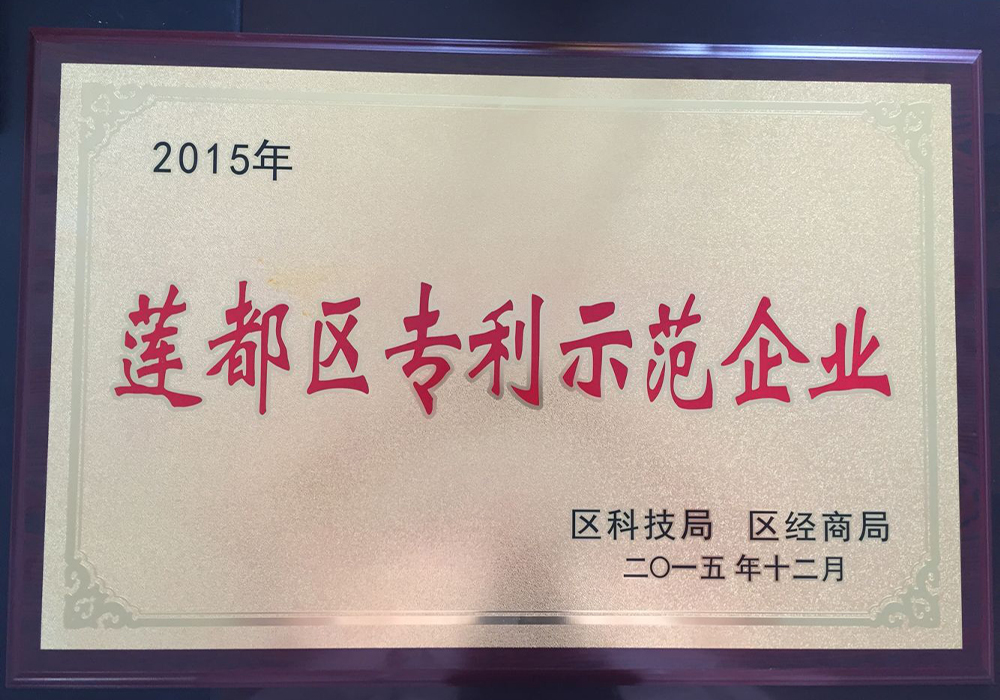 2015年
莲都区专利示范企业
区科技局 区经商局
二〇一五年十二月